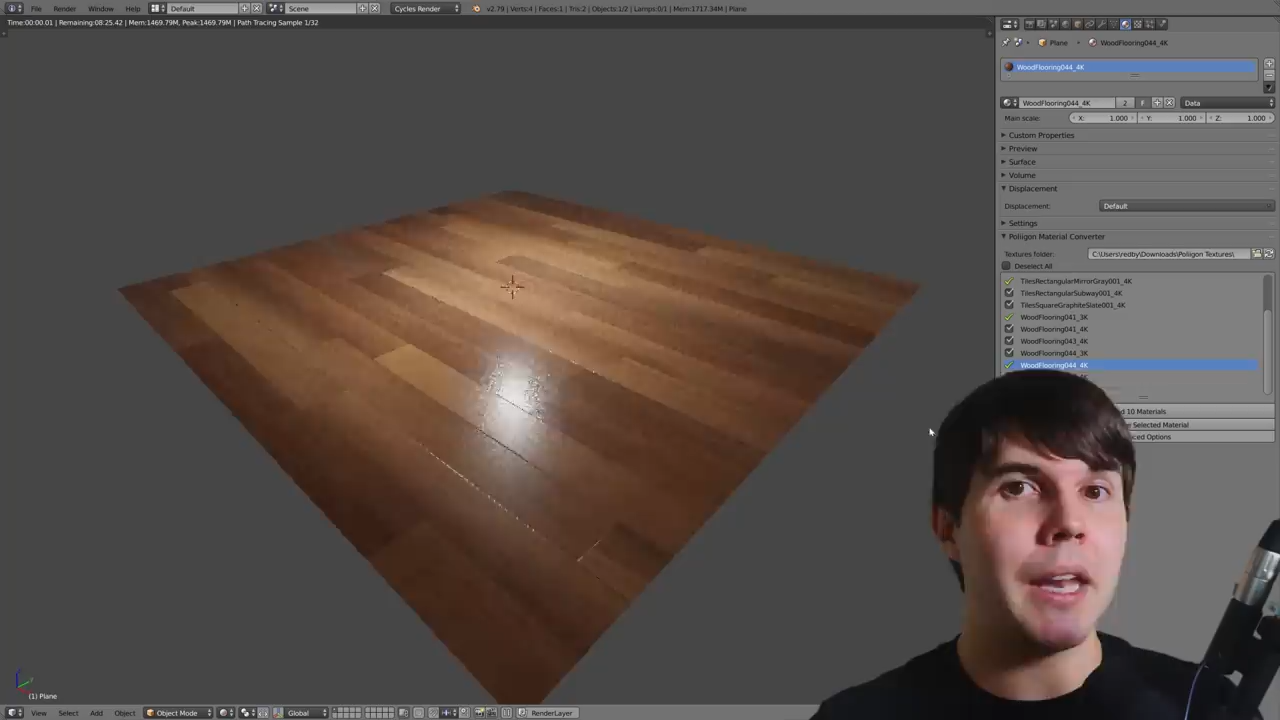 File Render Window Help Default Scene Cycles Render v2.79 | Verts:4 | Faces:1 | Tris:2 | Objects:1/2 | Lamps:0/1 | Mem:1717.34M | Plane
Time:00:00.01 | Remaining:08:25.42 | Mem:1469.79M, Peak:1469.79M | Path Tracing Sample 1/32
Plane WoodFlooring044_4K
WoodFlooring044_4K
WoodFlooring044_4K 2 F Data
Main scale: X: 1.000 Y: 1.000 Z: 1.000
Custom Properties
Preview
Surface
Volume
Displacement
Displacement: Default
Settings
Poliigon Material Converter
Textures folder: C:\Users\redby\Downloads\Poliigon Textures\
Deselect All
TilesRectangularMirrorGray001_4K
TilesRectangularSubway001_4K
TilesSquareGraphiteSlate001_4K
WoodFlooring041_3K
WoodFlooring041_4K
WoodFlooring043_4K
WoodFlooring044_3K
WoodFlooring044_4K
d 10 Materials
e Selected Material
ced Options
(1) Plane
View Select Add Object Object Mode Global RenderLayer